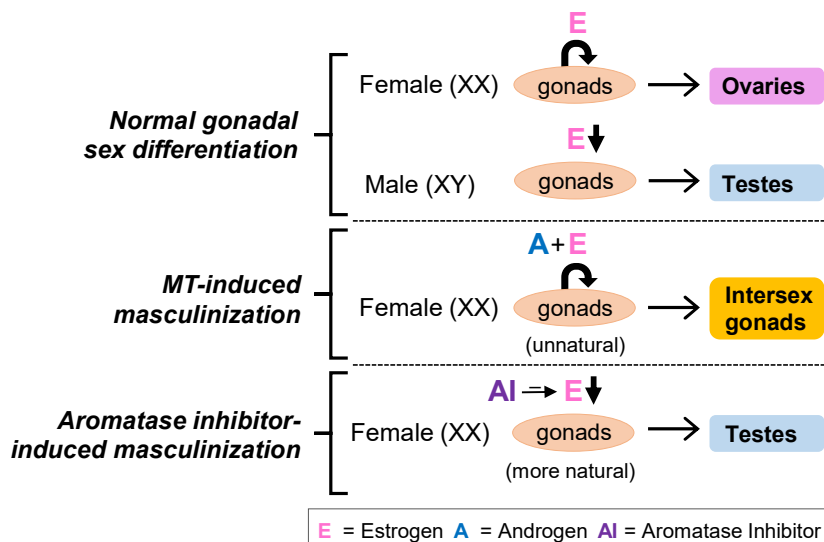 E
Female (XX)
gonads
Ovaries
Normal gonadal
sex differentiation
E
Male (XY)
gonads
Testes
A+E
MT-induced
masculinization
Female (XX)
gonads
Intersex
gonads
(unnatural)
AI – E
Aromatase inhibitor-
induced masculinization
Female (XX)
gonads
Testes
(more natural)
E = Estrogen A = Androgen AI = Aromatase Inhibitor